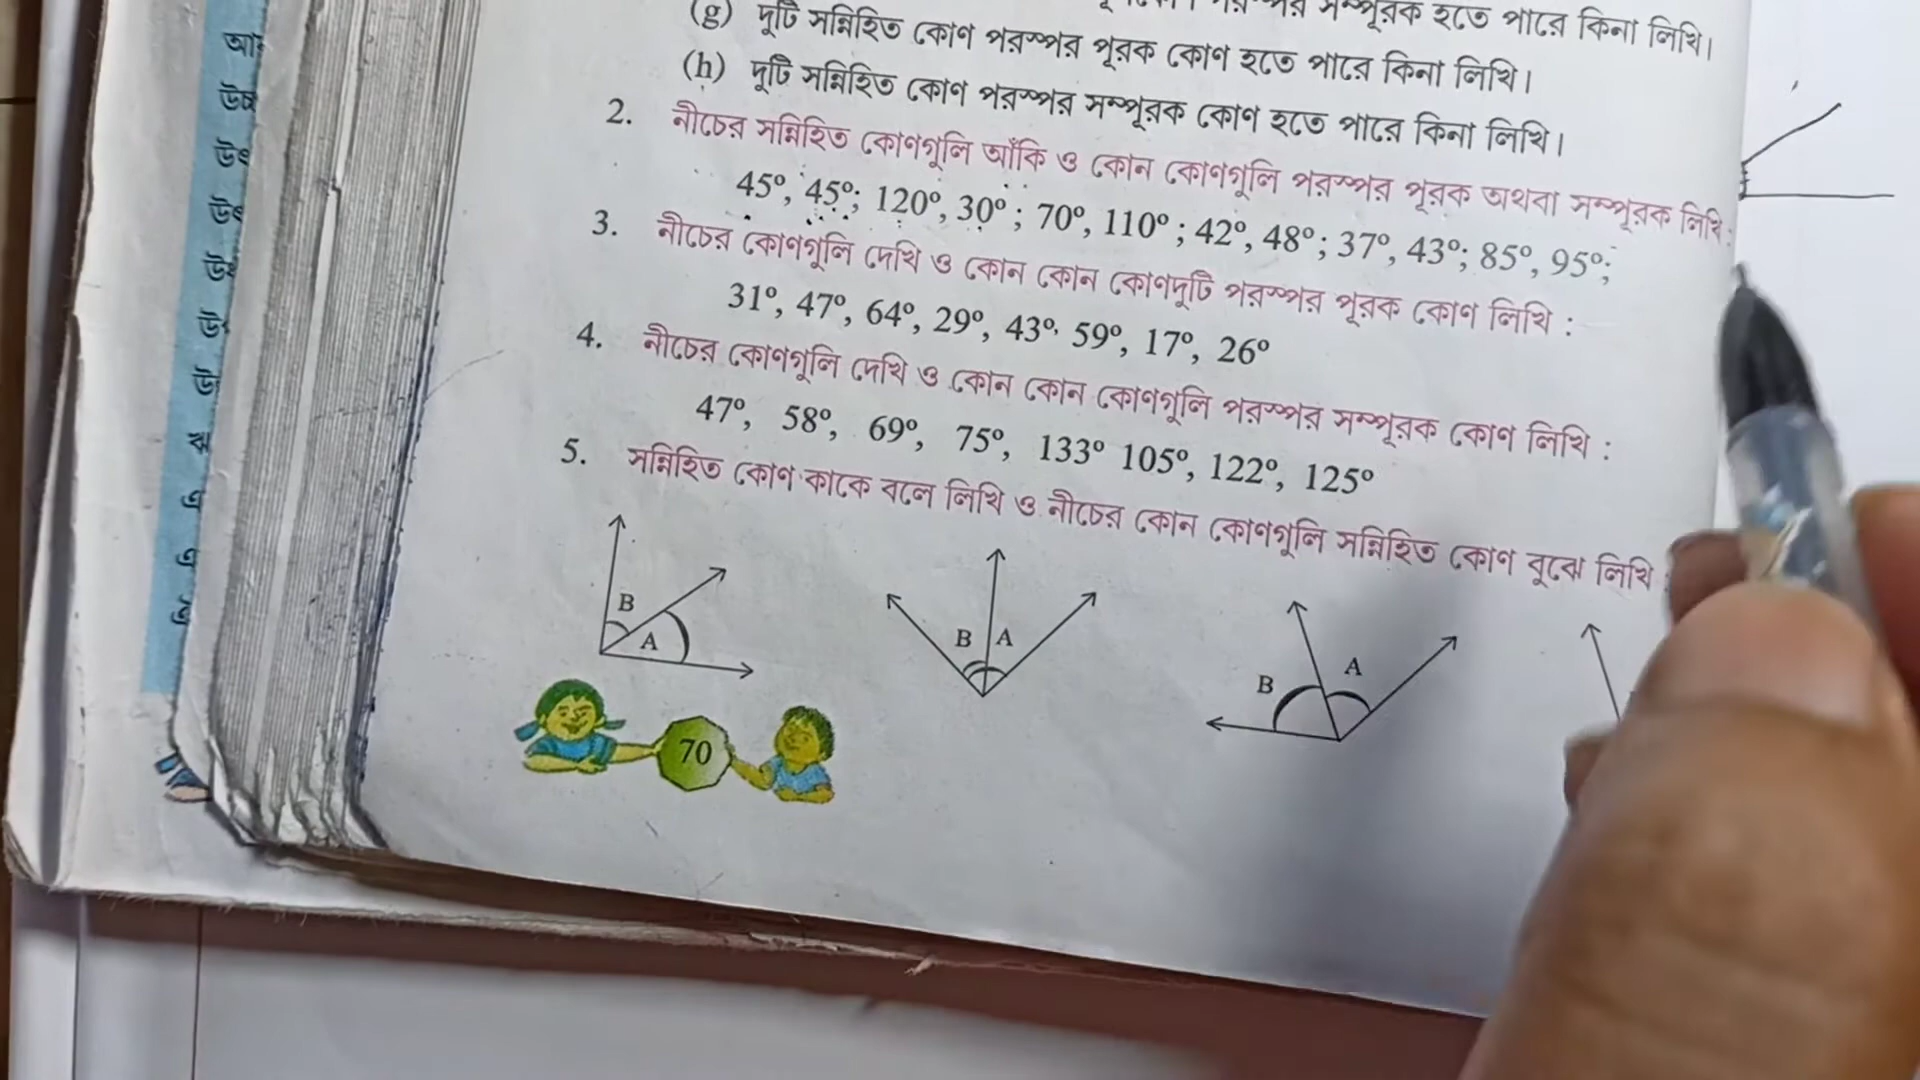 সম্পূরক হতে পারে কিনা লিখি।
(g) দুটি সন্নিহিত কোণ পরস্পর পূরক কোণ হতে পারে কিনা লিখি।
(h) দুটি সন্নিহিত কোণ পরস্পর সম্পূরক কোণ হতে পারে কিনা লিখি।
2. নীচের সন্নিহিত কোণগুলি আঁকি ও কোন কোণগুলি পরস্পর পূরক অথবা সম্পূরক লিখি:
45°, 45°; 120°, 30°; 70°, 110°; 42°, 48°; 37°, 43°; 85°, 95°;
3. নীচের কোণগুলি দেখি ও কোন কোন কোণদুটি পরস্পর পূরক কোণ লিখি :
31°, 47°, 64°, 29°, 43°. 59°, 17°, 26°
4. নীচের কোণগুলি দেখি ও কোন কোন কোণগুলি পরস্পর সম্পূরক কোণ লিখি :
47°, 58°, 69°, 75°, 133° 105°, 122°, 125°
5. সন্নিহিত কোণ কাকে বলে লিখি ও নীচের কোন কোণগুলি সন্নিহিত কোণ বুঝে লিখি
B A
B A
B A
70